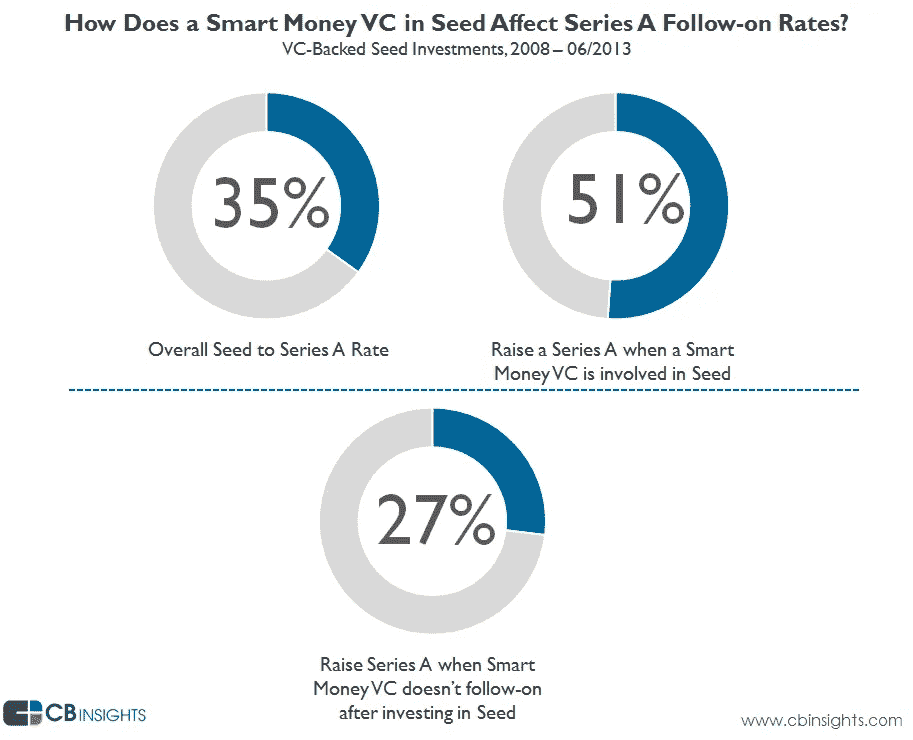 How Does a Smart Money VC in Seed Affect Series A Follow-on Rates?
VC-Backed Seed Investments, 2008 – 06/2013
35%
51%
Overall Seed to Series A Rate
Raise a Series A when a Smart
Money VC is involved in Seed
27%
Raise Series A when Smart
Money VC doesn't follow-on
after investing in Seed
CB INSIGHTS
www.cbinsights.com